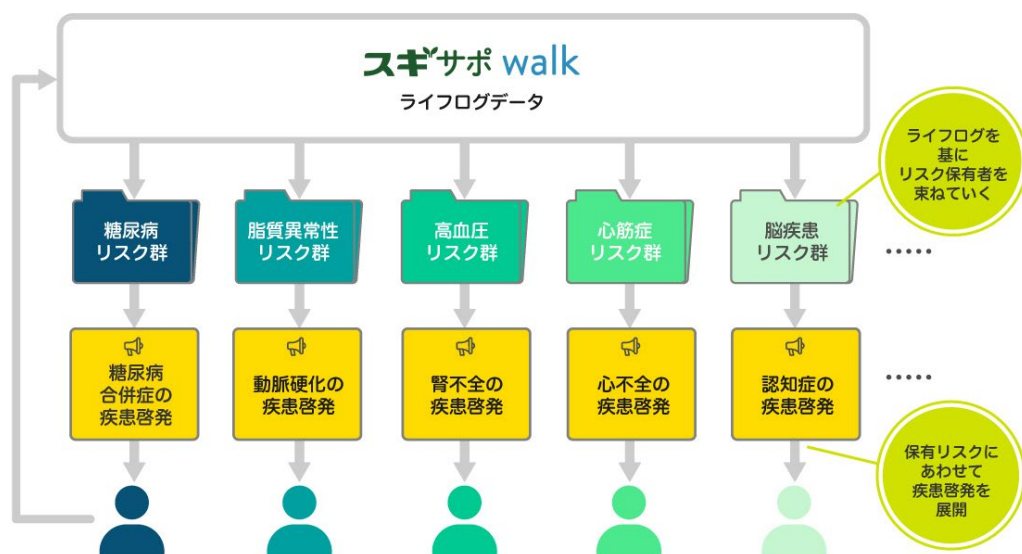 スギサポ walk
ライフログデータ
ライフログを
基に
リスク保有者を
束ねていく
糖尿病
リスク群
脂質異常性
リスク群
高血圧
リスク群
心筋症
リスク群
脳疾患
リスク群
・・・・・
糖尿病
合併症の
疾患啓発
動脈硬化の
疾患啓発
腎不全の
疾患啓発
心不全の
疾患啓発
認知症の
疾患啓発
・・・・・
保有リスクに
あわせて
疾患啓発を
展開